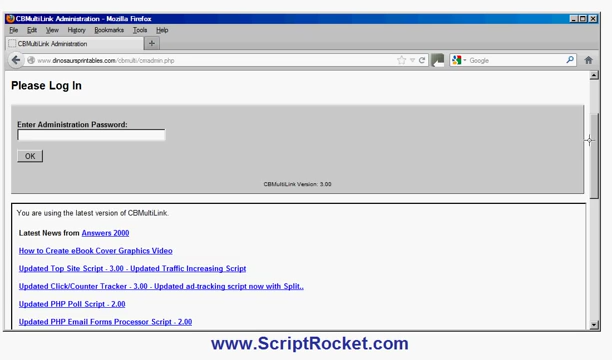 CBMultiLink Administration - Mozilla Firefox
File Edit View History Bookmarks Tools Help
CBMultiLink Administration
www.dinosaursprintables.com/cbmulti/cmadmin.php
Google
Please Log In
Enter Administration Password:
OK
CBMultiLink Version: 3.00
You are using the latest version of CBMultiLink.
Latest News from Answers 2000
How to Create eBook Cover Graphics Video
Updated Top Site Script - 3.00 - Updated Traffic Increasing Script
Updated Click/Counter Tracker - 3.00 - Updated ad-tracking script now with Split..
Updated PHP Poll Script - 2.00
Updated PHP Email Forms Processor Script - 2.00
www.ScriptRocket.com